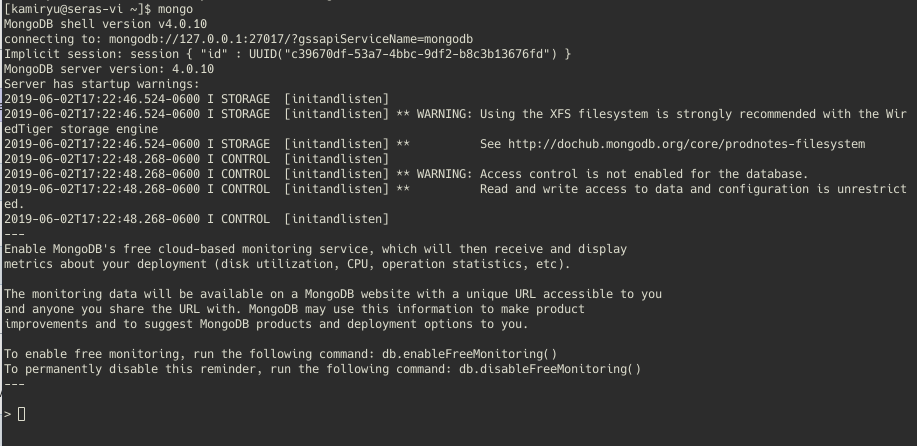 [kamiryu@seras-vi ~]$ mongo
MongoDB shell version v4.0.10
connecting to: mongodb://127.0.0.1:27017/?gssapiServiceName=mongodb
Implicit session: session { "id" : UUID("c39670df-53a7-4bbc-9df2-b8c3b13676fd") }
MongoDB server version: 4.0.10
Server has startup warnings:
2019-06-02T17:22:46.524-0600 I STORAGE  [initandlisten]
2019-06-02T17:22:46.524-0600 I STORAGE  [initandlisten] ** WARNING: Using the XFS filesystem is strongly recommended with the Wir
edTiger storage engine
2019-06-02T17:22:46.524-0600 I STORAGE  [initandlisten] **          See http://dochub.mongodb.org/core/prodnotes-filesystem
2019-06-02T17:22:48.268-0600 I CONTROL  [initandlisten]
2019-06-02T17:22:48.268-0600 I CONTROL  [initandlisten] ** WARNING: Access control is not enabled for the database.
2019-06-02T17:22:48.268-0600 I CONTROL  [initandlisten] **          Read and write access to data and configuration is unrestrict
ed.
2019-06-02T17:22:48.268-0600 I CONTROL  [initandlisten]
---
Enable MongoDB's free cloud-based monitoring service, which will then receive and display
metrics about your deployment (disk utilization, CPU, operation statistics, etc).

The monitoring data will be available on a MongoDB website with a unique URL accessible to you
and anyone you share the URL with. MongoDB may use this information to make product
improvements and to suggest MongoDB products and deployment options to you.

To enable free monitoring, run the following command: db.enableFreeMonitoring()
To permanently disable this reminder, run the following command: db.disableFreeMonitoring()
---

>